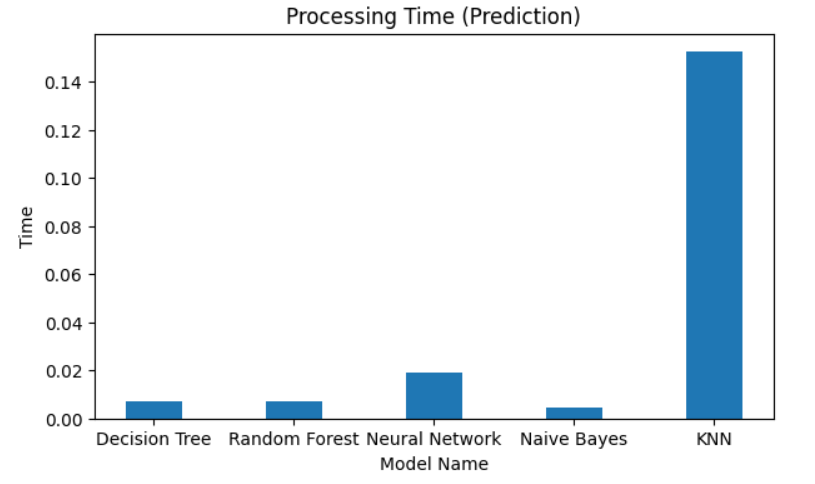 Processing Time (Prediction)
0.14
0.12
0.10
0.08
0.06
0.04
0.02
0.00
Time
Decision Tree Random Forest Neural Network Naive Bayes KNN
Model Name